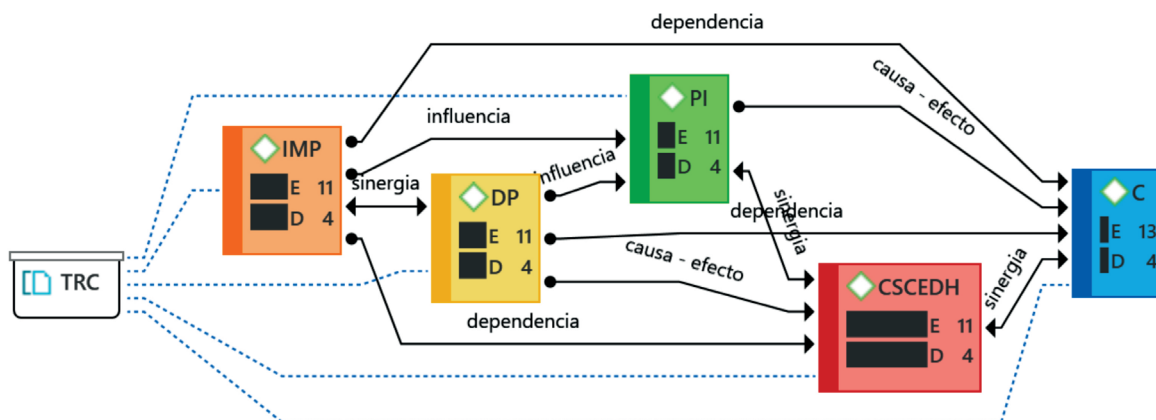 dependencia
causa - efecto
PI
E 11
D 4
influencia
IMP
E 11
D 4
sinergia
influencia
DP
E 11
D 4
sinergia
dependencia
C
E 13
D 4
causa - efecto
sinergia
TRC
CSCEDH
E 11
D 4
dependencia